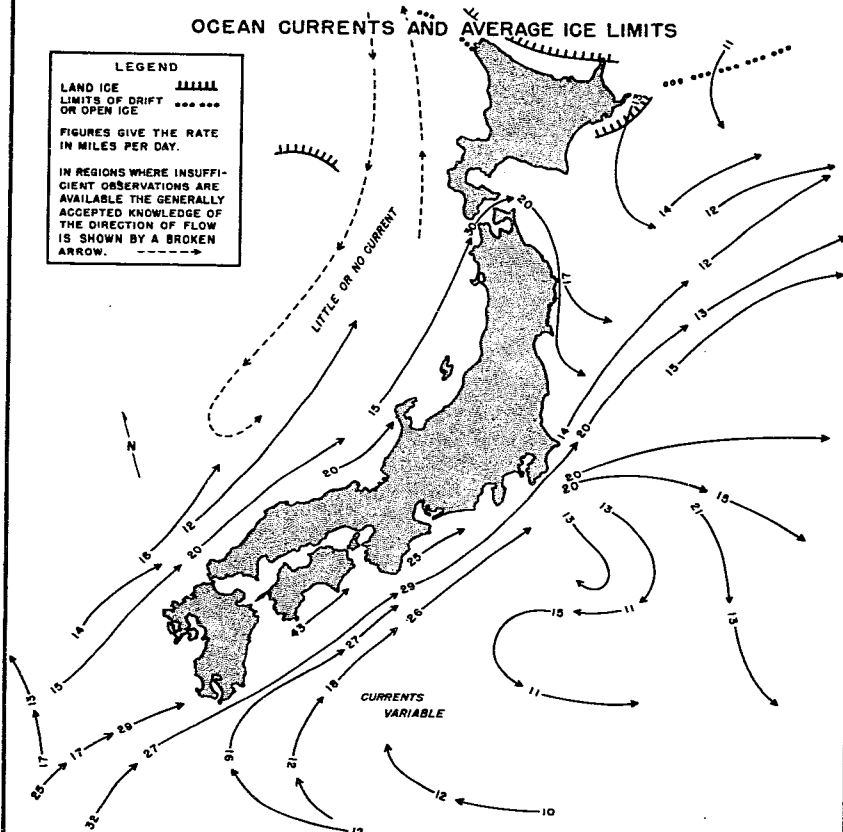 OCEAN CURRENTS AND AVERAGE ICE LIMITS
LEGEND
LAND ICE
LIMITS OF DRIFT
OR OPEN ICE
FIGURES GIVE THE RATE
IN MILES PER DAY.
IN REGIONS WHERE INSUFFI-
CIENT OBSERVATIONS ARE
AVAILABLE THE GENERALLY
ACCEPTED KNOWLEDGE OF
THE DIRECTION OF FLOW
IS SHOWN BY A BROKEN
ARROW.
11
13
14
12
12
13
15
LITTLE OR NO CURRENT
30
20
17
15
14
20
N
20
20
20
15
18
12
20
13
13
21
25
29
26
14
43
27
15
11
13
15
18
11
13
CURRENTS
VARIABLE
17
29
17
27
16
12
25
32
12
10